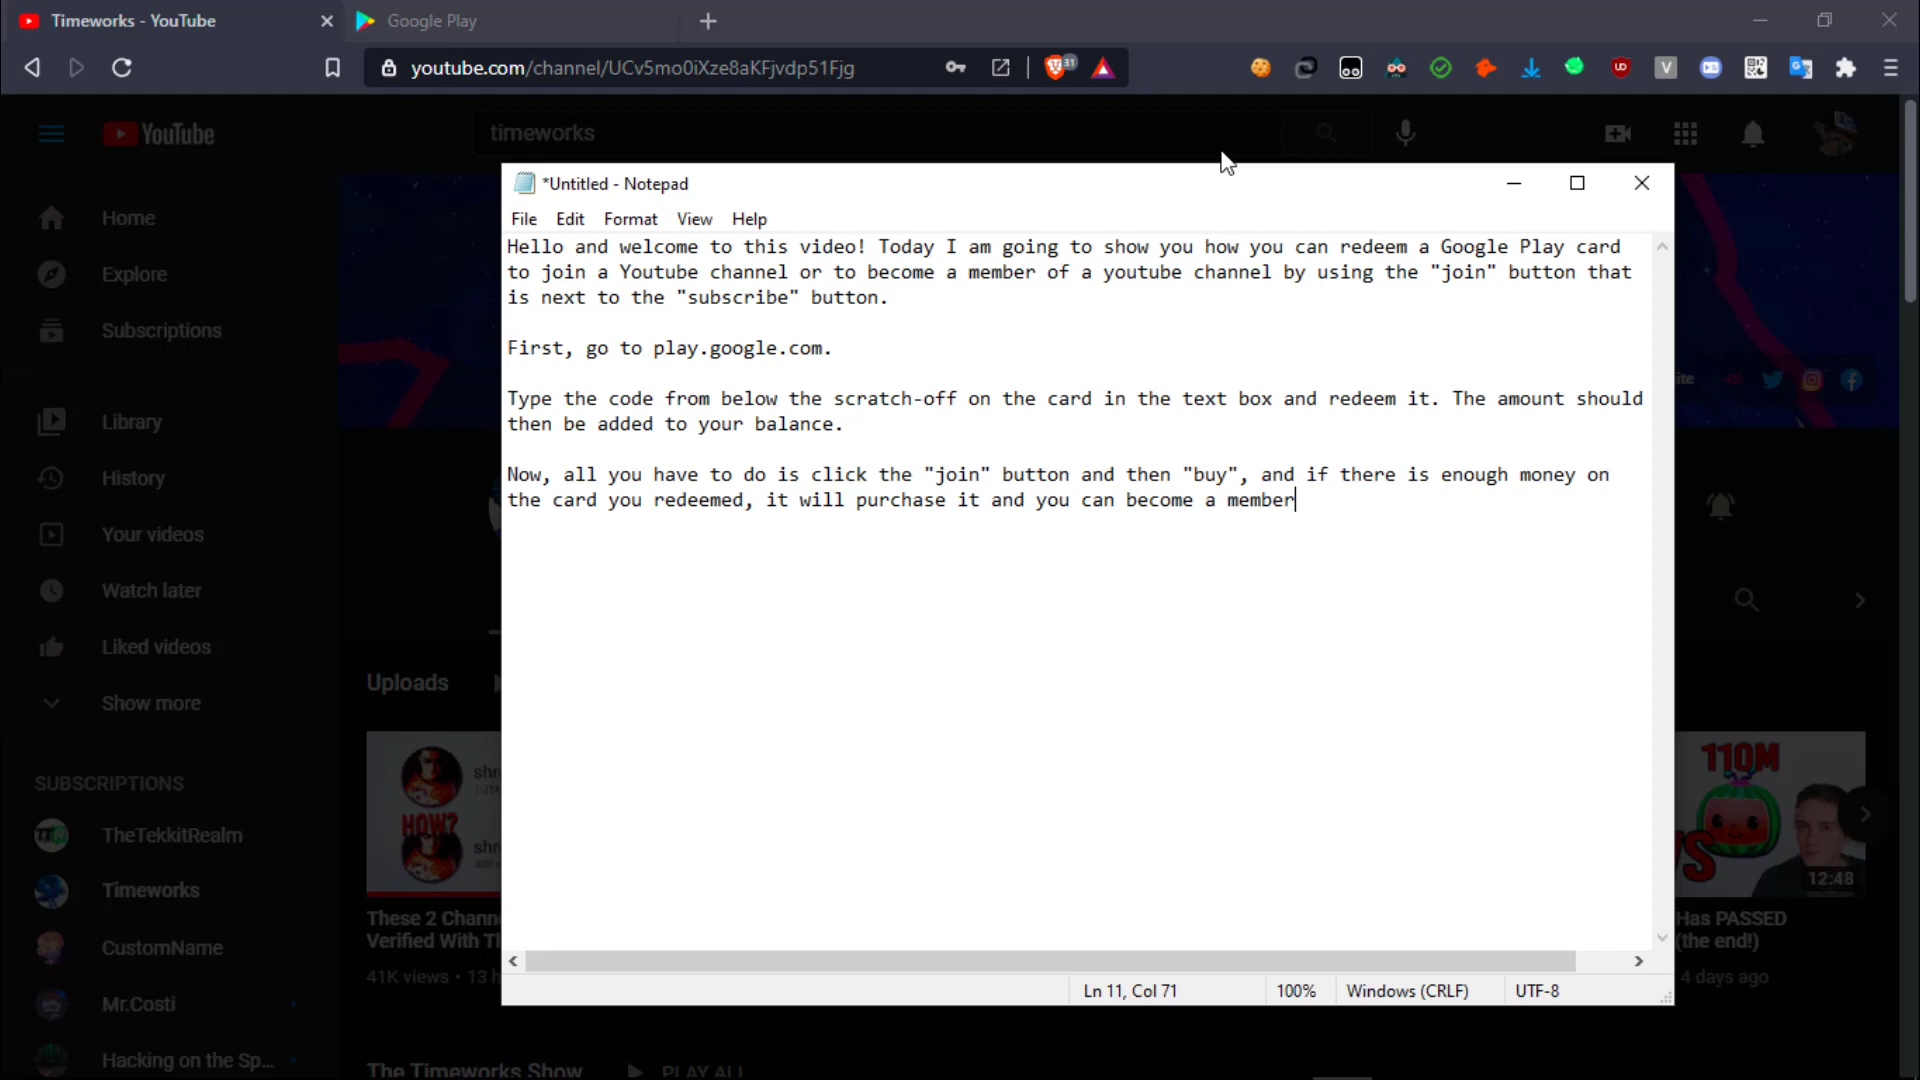 Timeworks - YouTube
Google Play
youtube.com/channel/UCv5mo0iXze8aKFjvdp51Fjg
31
YouTube
timeworks
*Untitled - Notepad
File Edit Format View Help
Hello and welcome to this video! Today I am going to show you how you can redeem a Google Play card
to join a Youtube channel or to become a member of a youtube channel by using the "join" button that
is next to the "subscribe" button.
First, go to play.google.com.
Type the code from below the scratch-off on the card in the text box and redeem it. The amount should
then be added to your balance.
Now, all you have to do is click the "join" button and then "buy", and if there is enough money on
the card you redeemed, it will purchase it and you can become a member
Ln 11, Col 71
100%
Windows (CRLF)
UTF-8
Home
Explore
Subscriptions
Library
History
Your videos
Watch later
Liked videos
Show more
SUBSCRIPTIONS
TheTekkitRealm
Timeworks
CustomName
Mr.Costi
Hacking on the Sp...
Uploads
HOW?
These 2 Chann
Verified With T
41K views • 13 h
110M
12:48
Has PASSED
(the end!)
4 days ago
The Timeworks Show
PLAY ALL